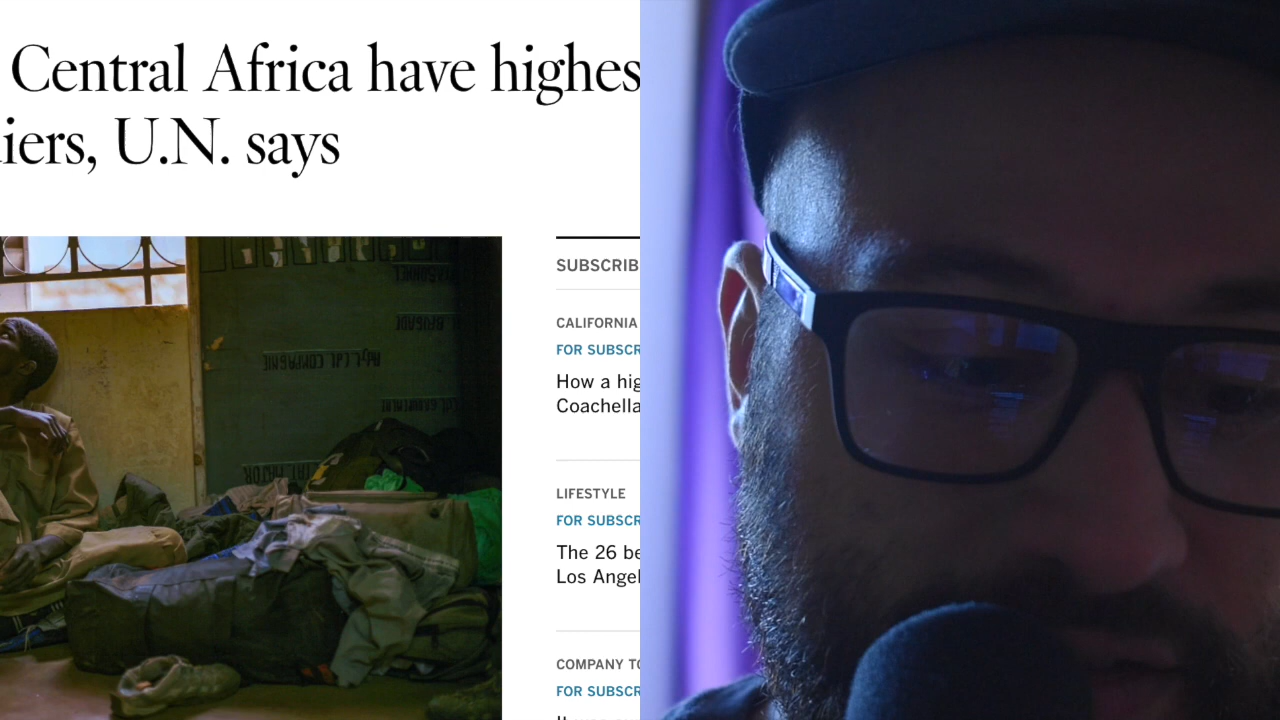 Central Africa have highes
iers, U.N. says
SUBSCRIB
CALIFORNIA
FOR SUBSCR
How a hig
Coachella
LIFESTYLE
FOR SUBSCR
The 26 be
Los Angel
COMPANY TO
FOR SUBSCR